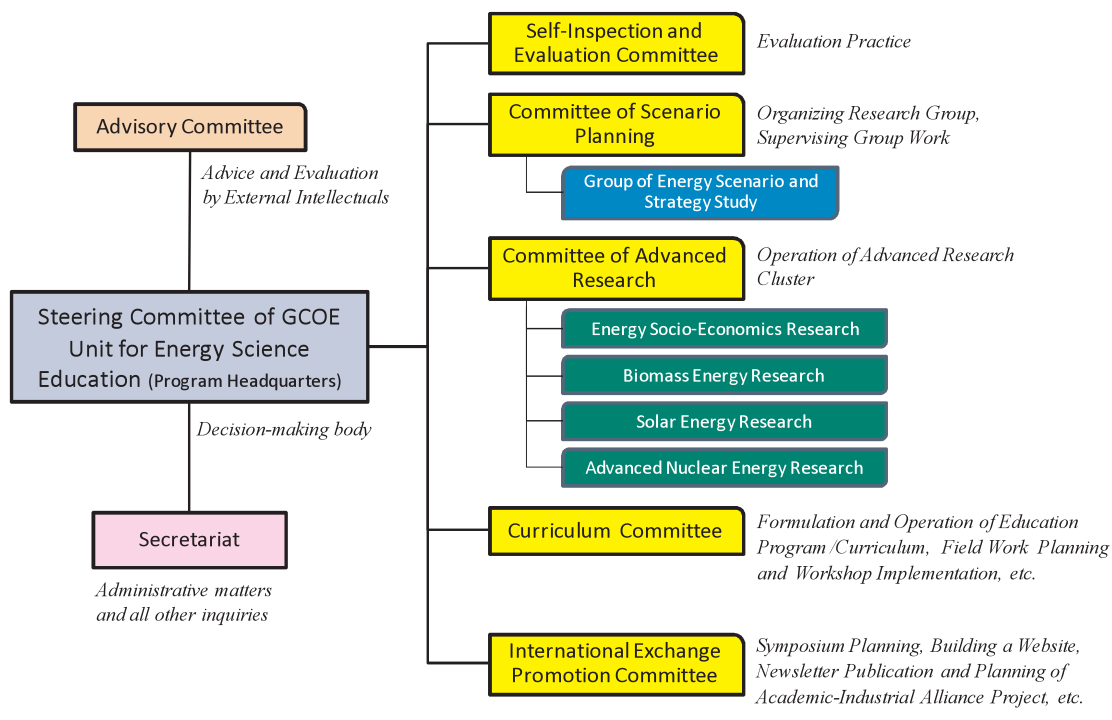 Advisory Committee
Advice and Evaluation
by External Intellectuals
Steering Committee of GCOE
Unit for Energy Science
Education (Program Headquarters)
Decision-making body
Secretariat
Administrative matters
and all other inquiries
Self-Inspection and
Evaluation Committee
Evaluation Practice
Committee of Scenario
Planning
Organizing Research Group,
Supervising Group Work
Group of Energy Scenario and
Strategy Study
Committee of Advanced
Research
Operation of Advanced Research
Cluster
Energy Socio-Economics Research
Biomass Energy Research
Solar Energy Research
Advanced Nuclear Energy Research
Curriculum Committee
Formulation and Operation of Education
Program /Curriculum, Field Work Planning
and Workshop Implementation, etc.
International Exchange
Promotion Committee
Symposium Planning, Building a Website,
Newsletter Publication and Planning of
Academic-Industrial Alliance Project, etc.